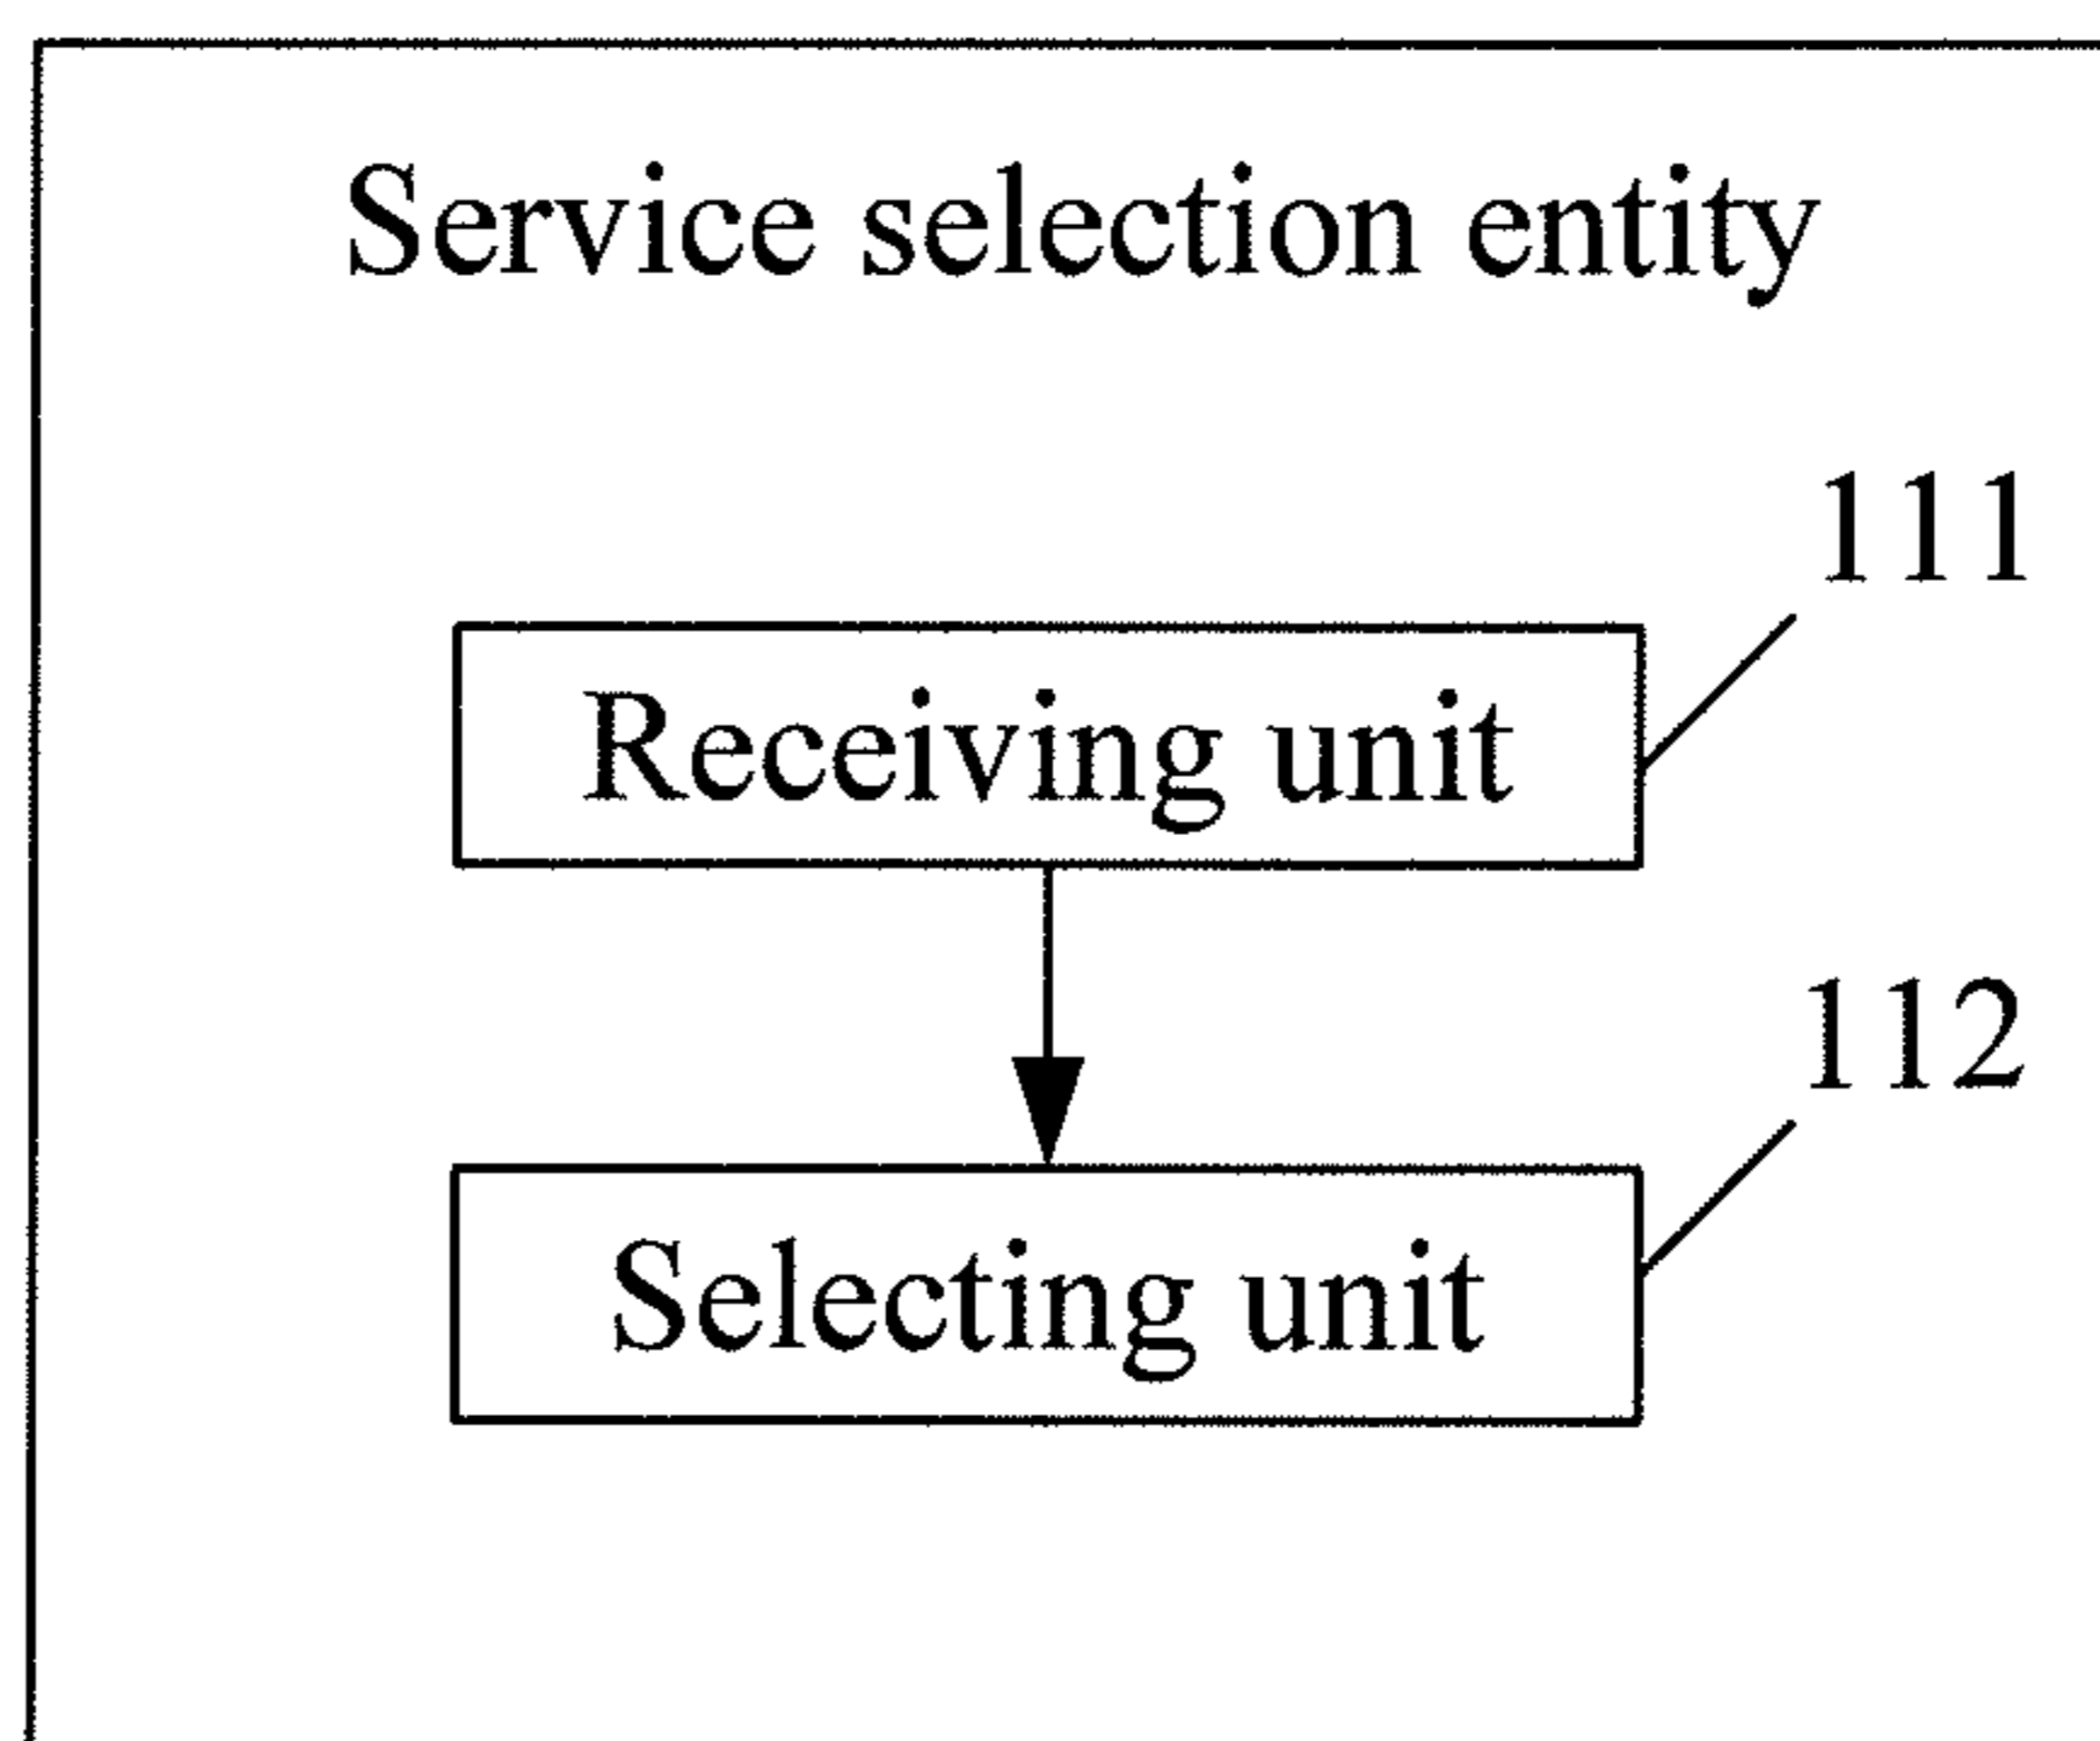 Service selection entity
111
Receiving unit
112
Selecting unit